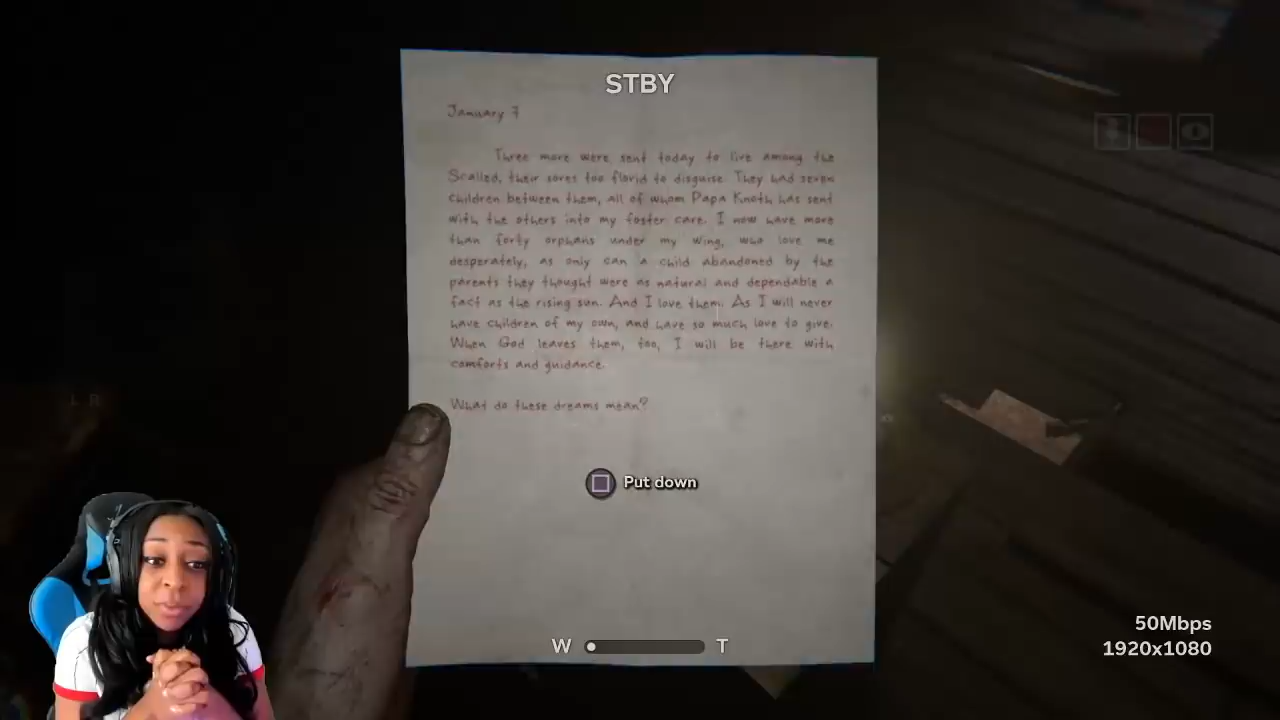 STBY
January 7
Three more were sent today to live among the
Scalled, their sores too florid to disguise. They had seven
children between them, all of whom Papa Knoth has sent
with the others into my foster care. I now have more
than forty orphans under my wing, who love me
desperately, as only can a child abandoned by the
parents they thought were as natural and dependable a
fact as the rising sun. And I love them. As I will never
have children of my own, and have so much love to give.
When God leaves them, too, I will be there with
comforts and guidance.
What do these dreams mean?
Put down
W T
50Mbps
1920x1080